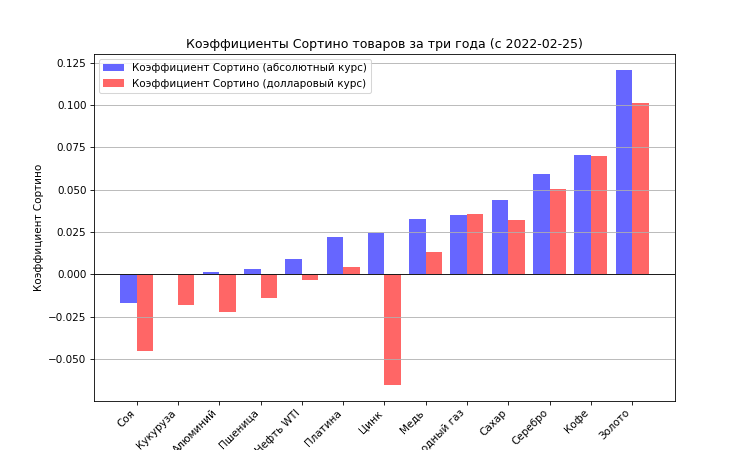 Коэффициенты Сортино товаров за три года (с 2022-02-25)
Коэффициент Сортино (абсолютный курс)
Коэффициент Сортино (долларовый курс)
Коэффициент Сортино
0.125
0.100
0.075
0.050
0.025
0.000
−0.025
−0.050
Соя
Кукуруза
Алюминий
Пшеница
Нефть WTI
Платина
Цинк
Медь
газ
Сахар
Серебро
Кофе
Золото